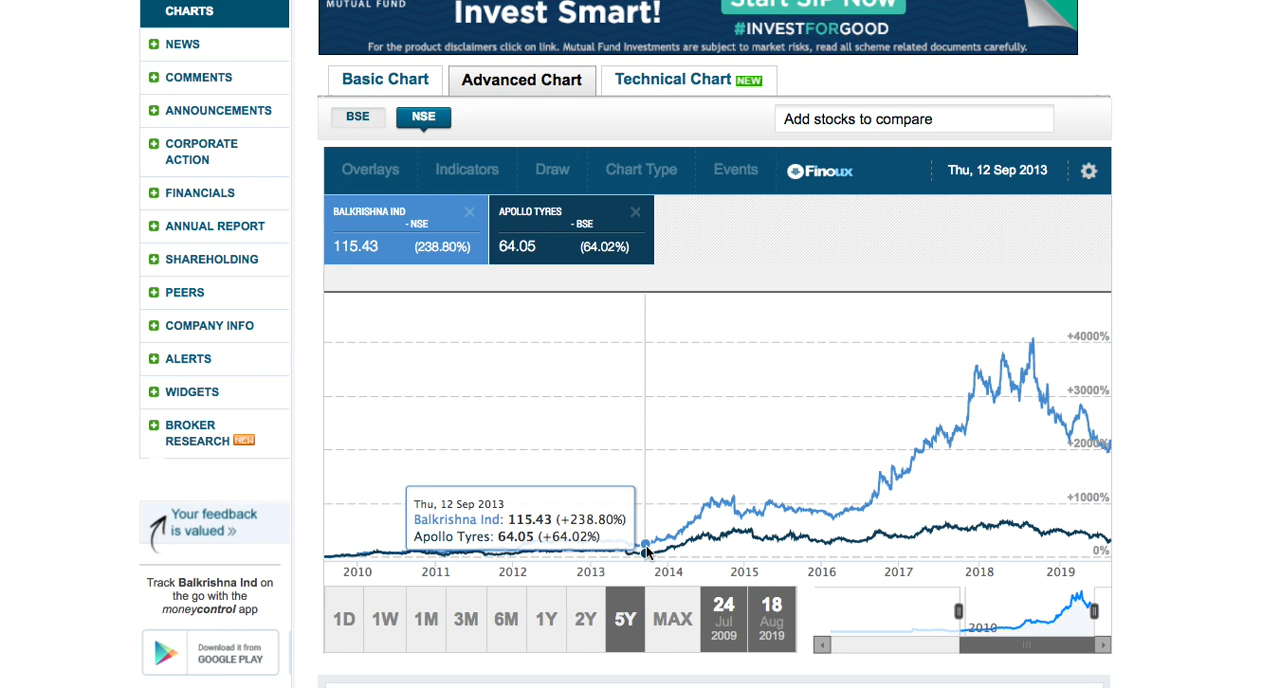 MUTUAL FUND
Invest Smart!
Start SIP Now
#INVESTFORGOOD
For the product disclaimers click on link. Mutual Fund Investments are subject to market risks, read all scheme related documents carefully.
CHARTS
NEWS
COMMENTS
ANNOUNCEMENTS
CORPORATE
ACTION
FINANCIALS
ANNUAL REPORT
SHAREHOLDING
PEERS
COMPANY INFO
ALERTS
WIDGETS
BROKER
RESEARCH NEW
Your feedback
is valued »
Track Balkrishna Ind on
the go with the
moneycontrol app
Download it from
GOOGLE PLAY
Basic Chart Advanced Chart Technical Chart NEW
BSE NSE Add stocks to compare
Overlays Indicators Draw Chart Type Events Finoux Thu, 12 Sep 2013
BALKRISHNA IND
- NSE
115.43 (238.80%)
APOLLO TYRES
- BSE
64.05 (64.02%)
+4000%
+3000%
+2000%
+1000%
0%
Thu, 12 Sep 2013
Balkrishna Ind: 115.43 (+238.80%)
Apollo Tyres: 64.05 (+64.02%)
2010 2011 2012 2013 2014 2015 2016 2017 2018 2019
1D 1W 1M 3M 6M 1Y 2Y 5Y MAX
24
Jul
2009
18
Aug
2019
2010